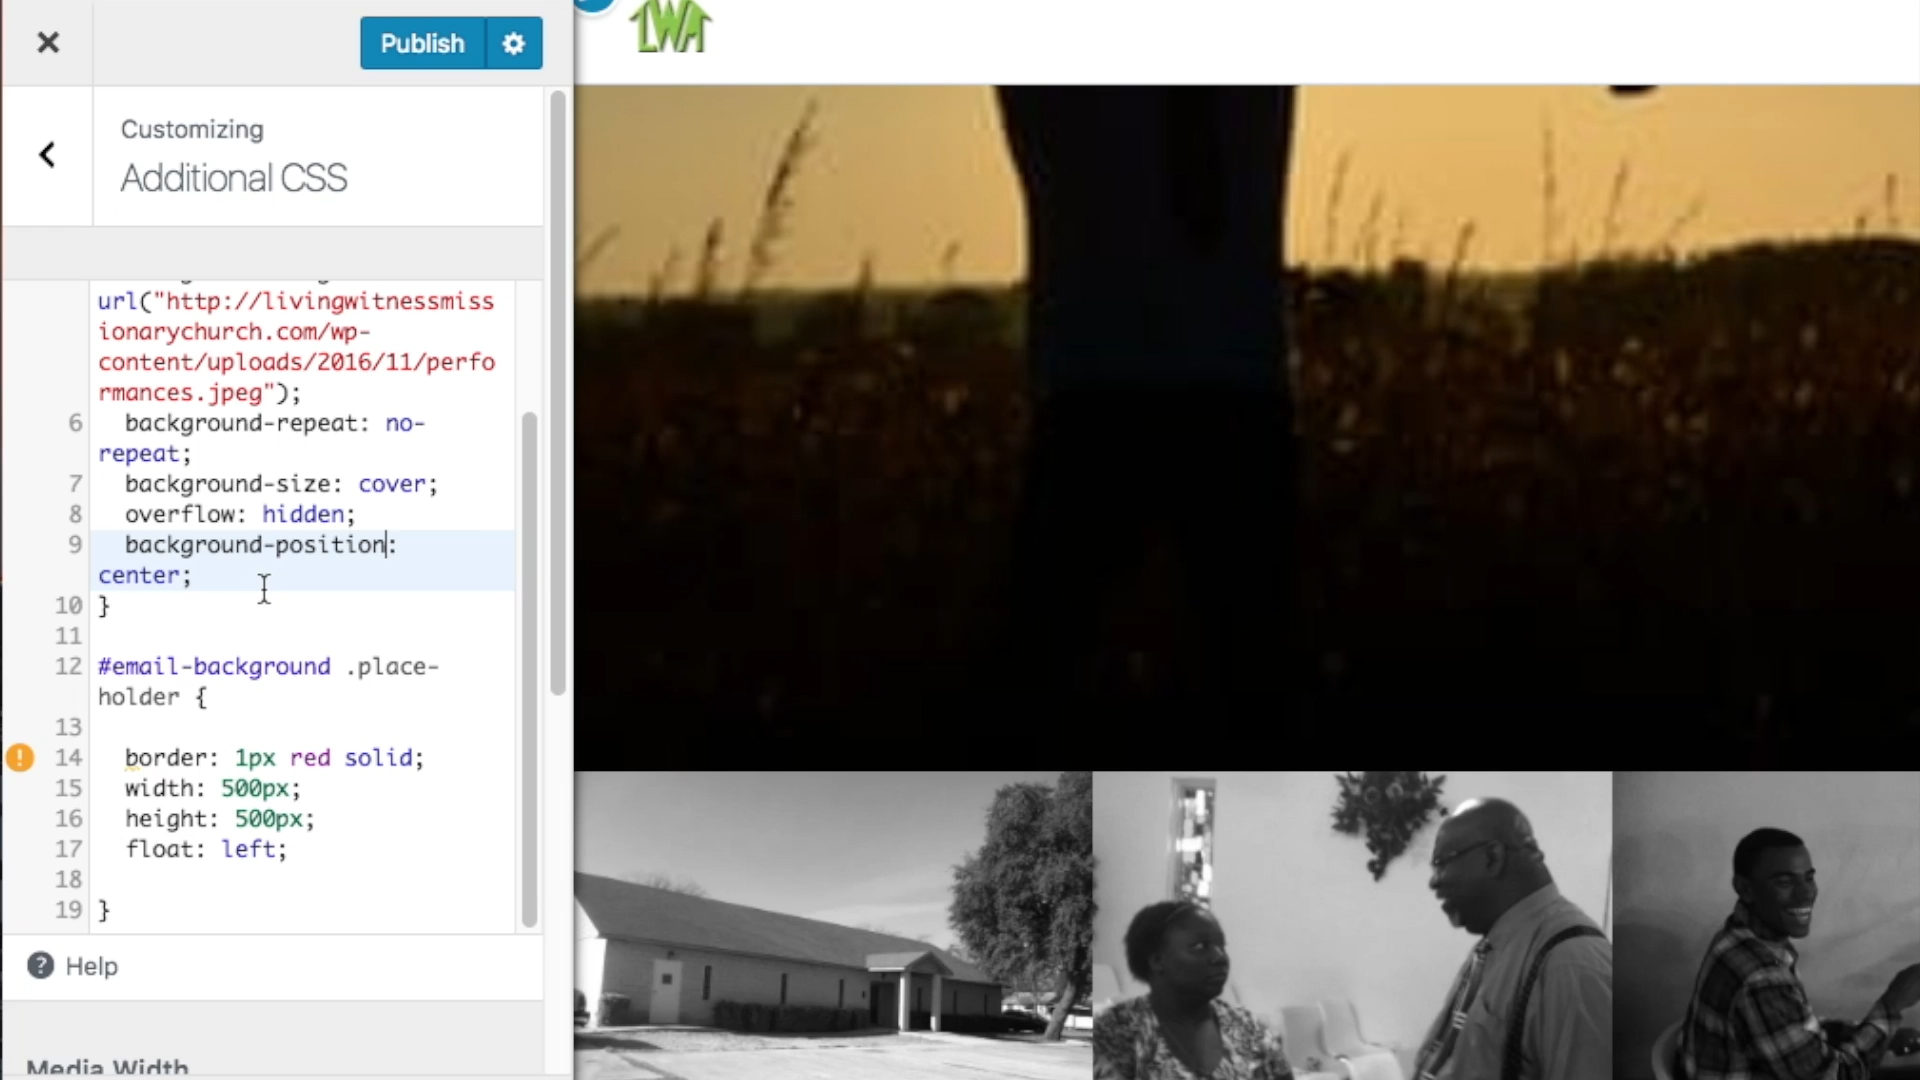 Publish
LWA
Customizing
Additional CSS
url("http://livingwitnessmiss
ionarychurch.com/wp-
content/uploads/2016/11/perfo
rmances.jpeg");
6 background-repeat: no-
repeat;
7 background-size: cover;
8 overflow: hidden;
9 background-position:
center;
10 }
11
12 #email-background .place-
holder {
13
14 border: 1px red solid;
15 width: 500px;
16 height: 500px;
17 float: left;
18
19 }
? Help
Media Width